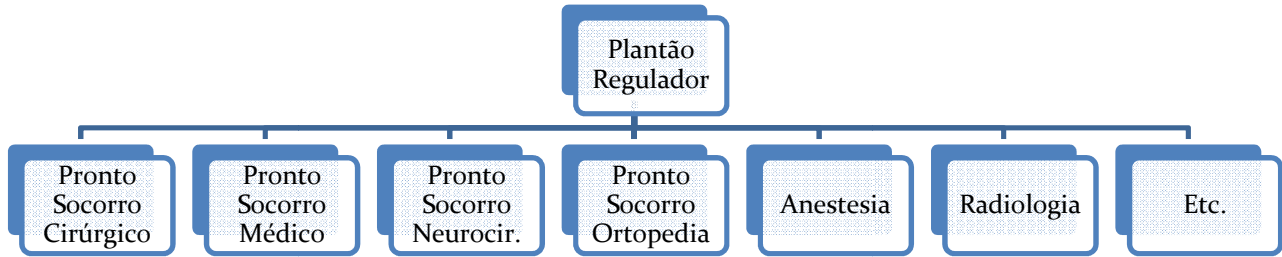 Plantão
Regulador
Pronto
Socorro
Cirúrgico
Pronto
Socorro
Médico
Pronto
Socorro
Neurocir.
Pronto
Socorro
Ortopedia
Anestesia
Radiologia
Etc.